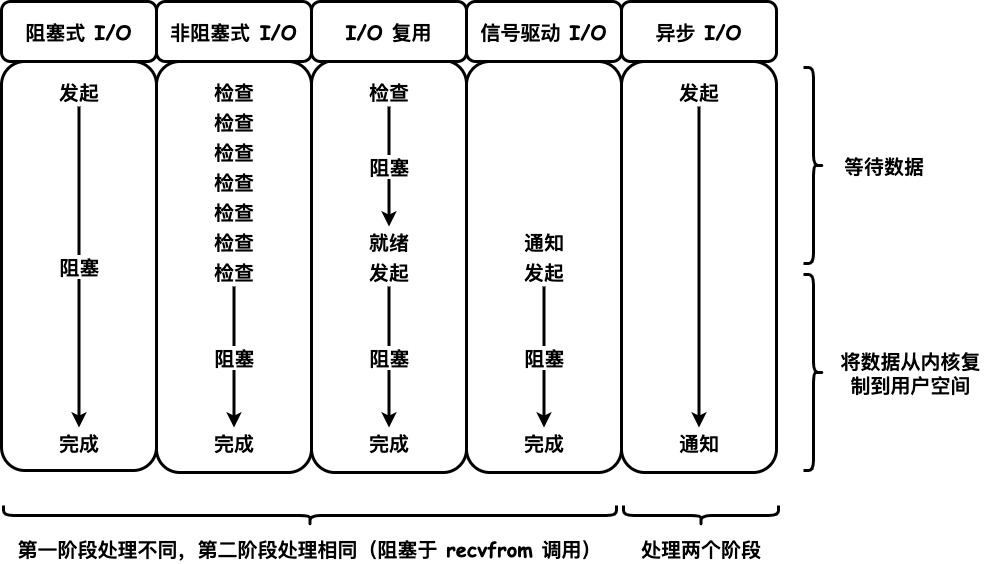 阻塞式 I/O
非阻塞式 I/O
I/O 复用
信号驱动 I/O
异步 I/O
发起
阻塞
完成
检查
检查
检查
检查
检查
检查
检查
阻塞
完成
检查
阻塞
就绪
发起
阻塞
完成
通知
发起
阻塞
完成
发起
通知
等待数据
将数据从内核复
制到用户空间
第一阶段处理不同，第二阶段处理相同（阻塞于 recvfrom 调用）
处理两个阶段